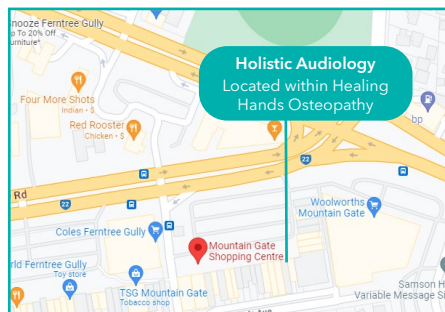 Snooze Ferntree Gully
Up To 20% Off
Furniture*
Holistic Audiology
Located within Healing
Hands Osteopathy
Four More Shots
Indian • $
Red Rooster
Chicken • $
bp
22
Rd
22
Woolworths
Mountain Gate
Coles Ferntree Gully
Mountain Gate
Shopping Centre
rld Ferntree Gully
Toy store
TSG Mountain Gate
Tobacco shop
Samson H
Variable Message Si